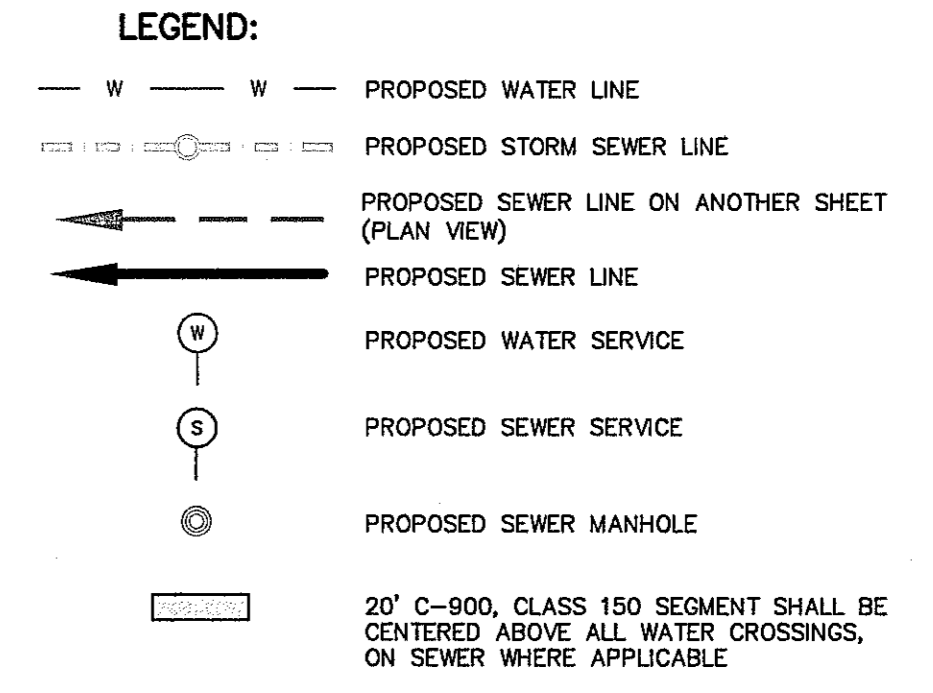 LEGEND:
W W PROPOSED WATER LINE
PROPOSED STORM SEWER LINE
PROPOSED SEWER LINE ON ANOTHER SHEET
(PLAN VIEW)
PROPOSED SEWER LINE
W PROPOSED WATER SERVICE
S PROPOSED SEWER SERVICE
PROPOSED SEWER MANHOLE
20' C-900, CLASS 150 SEGMENT SHALL BE
CENTERED ABOVE ALL WATER CROSSINGS,
ON SEWER WHERE APPLICABLE